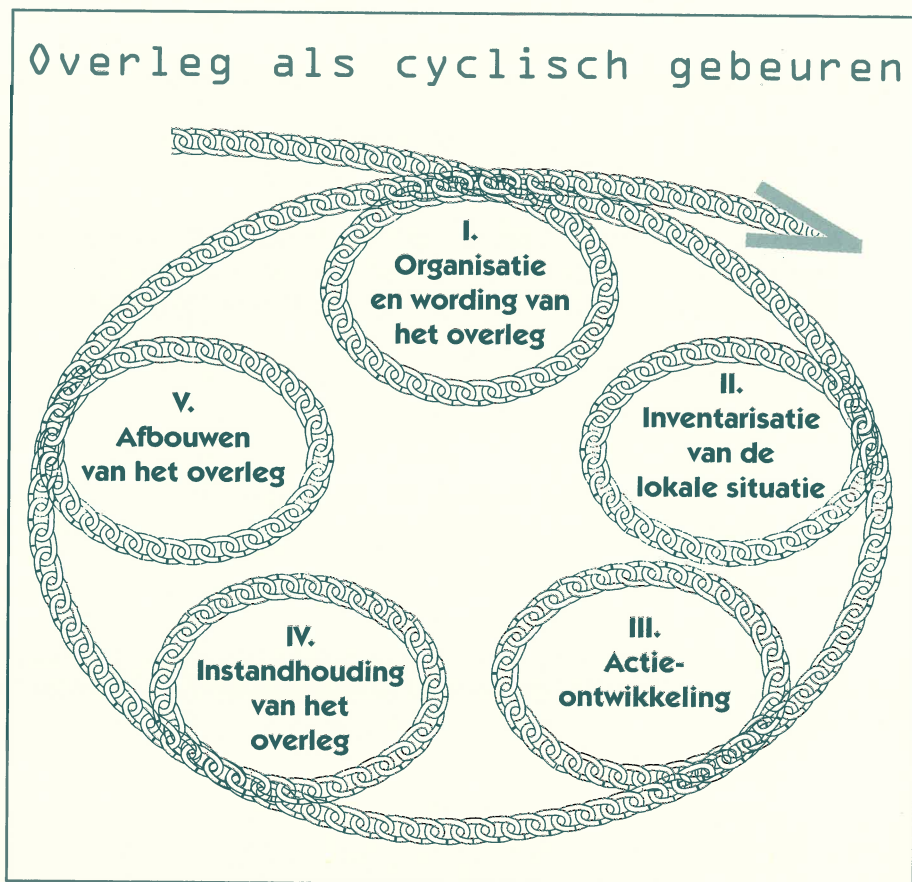 Overleg als cyclisch gebeuren
I.
Organisatie
en wording van
het overleg
II.
Inventarisatie
van de
lokale situatie
III.
Actie-
ontwikkeling
IV.
Instandhouding
van het
overleg
V.
Afbouwen
van het overleg